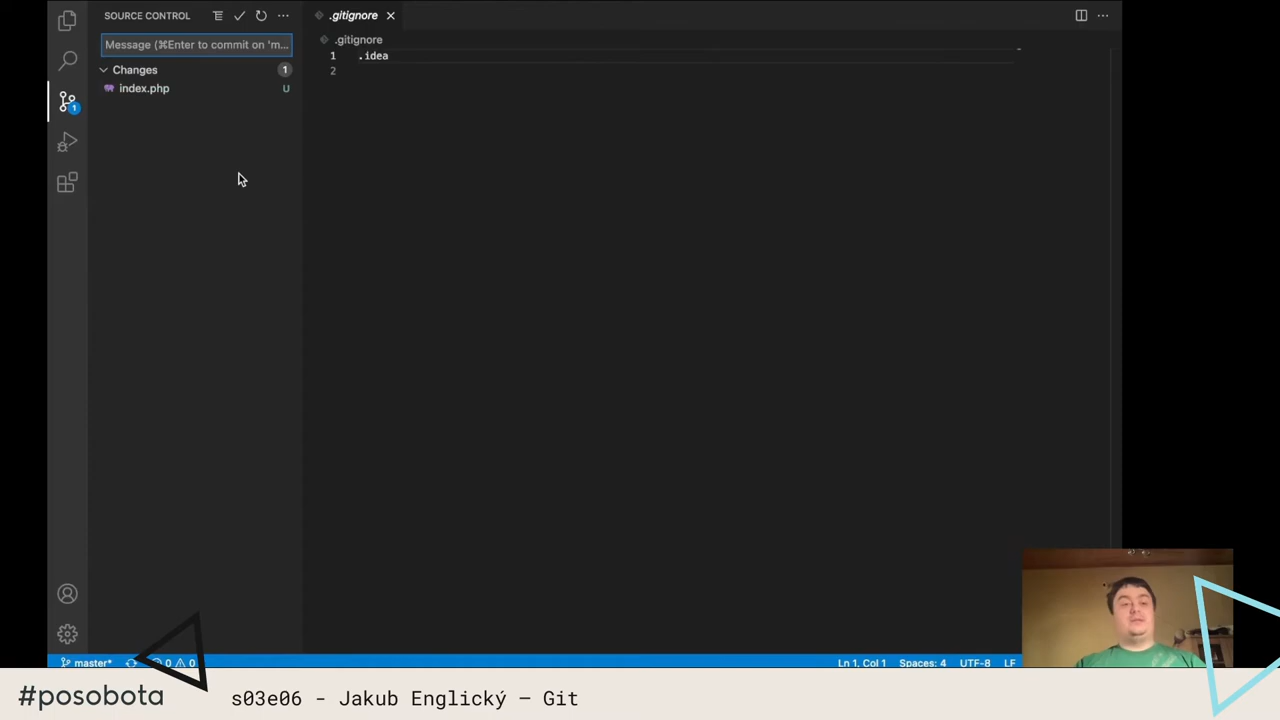 SOURCE CONTROL
.gitignore
Message (⌘Enter to commit on 'm...
.gitignore
Changes
1
1
.idea
index.php
U
2
1
master*
0
0
Ln 1, Col 1
Spaces: 4
UTF-8
LF
#posobota
s03e06 - Jakub Englický – Git